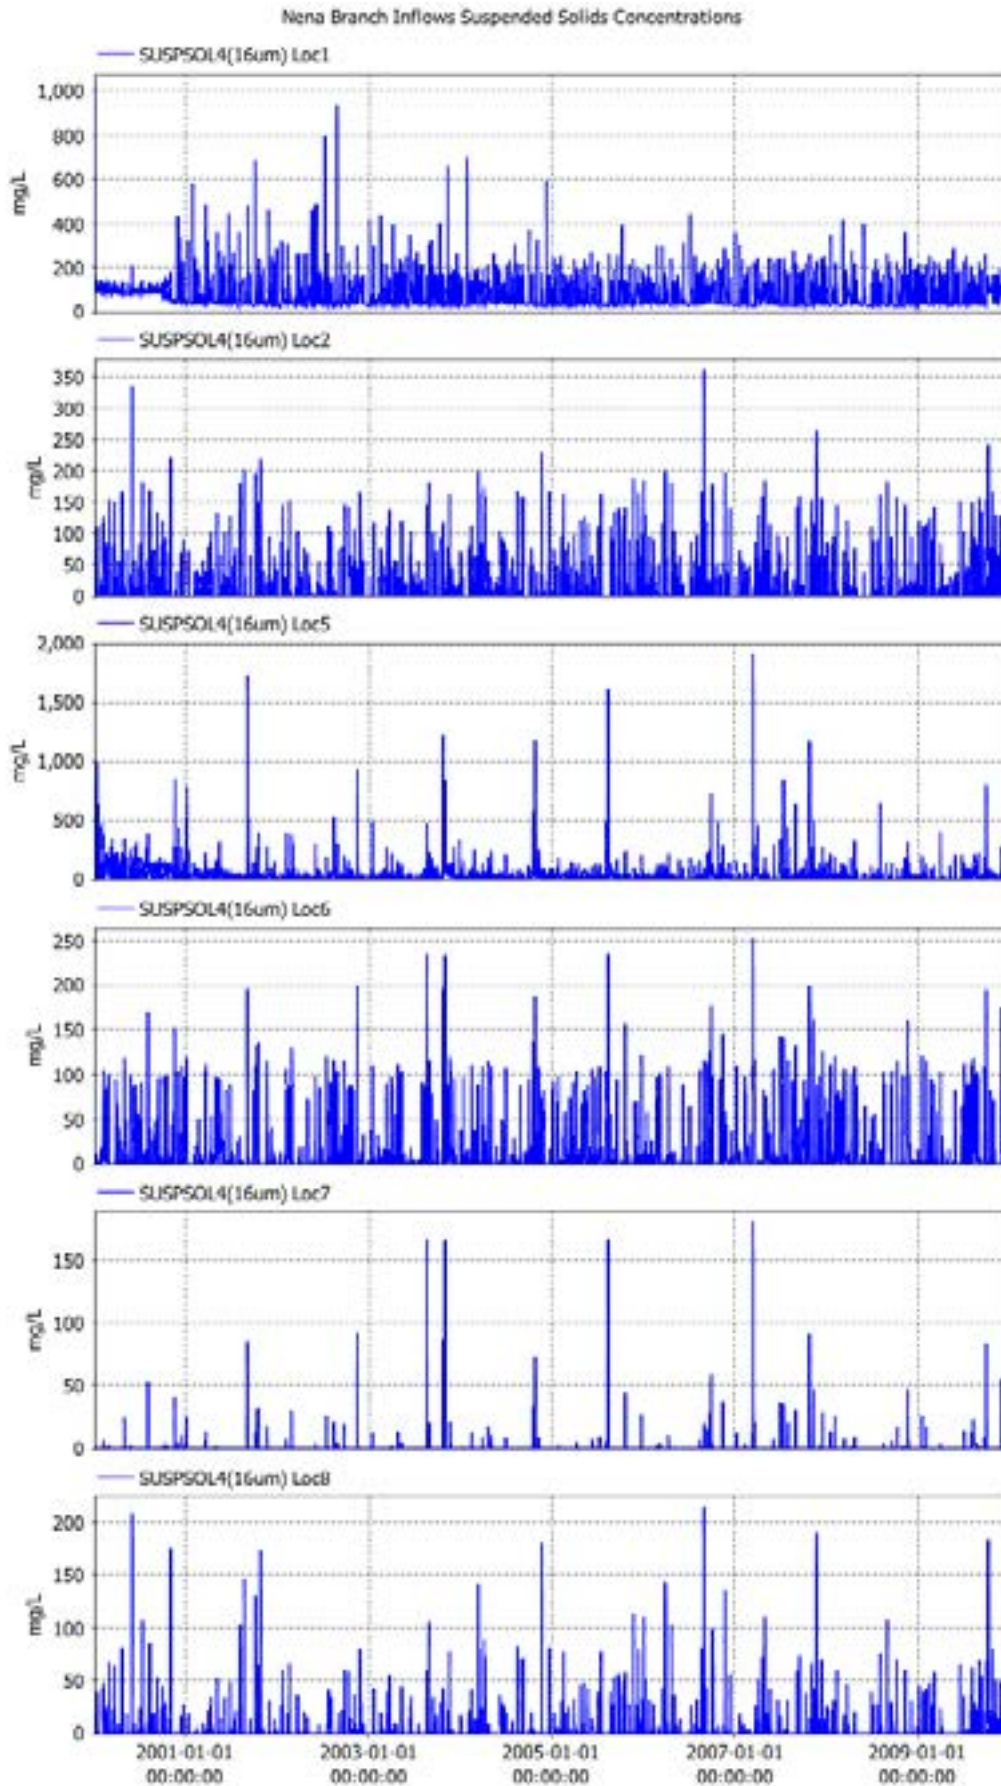 Nena Branch Inflows Suspended Solids Concentrations
SUSPSOL4(16um) Loc1
1,000
800
600
400
200
0
mg/L
SUSPSOL4(16um) Loc2
350
300
250
200
150
100
50
0
mg/L
SUSPSOL4(16um) Loc5
2,000
1,500
1,000
500
0
mg/L
SUSPSOL4(16um) Loc6
250
200
150
100
50
0
mg/L
SUSPSOL4(16um) Loc7
150
100
50
0
mg/L
SUSPSOL4(16um) Loc8
200
150
100
50
0
mg/L
2001-01-01 2003-01-01 2005-01-01 2007-01-01 2009-01-01
00:00:00 00:00:00 00:00:00 00:00:00 00:00:00